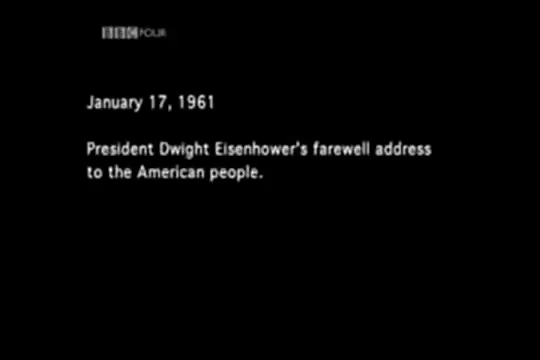 BBC FOUR
January 17, 1961
President Dwight Eisenhower's farewell address
to the American people.